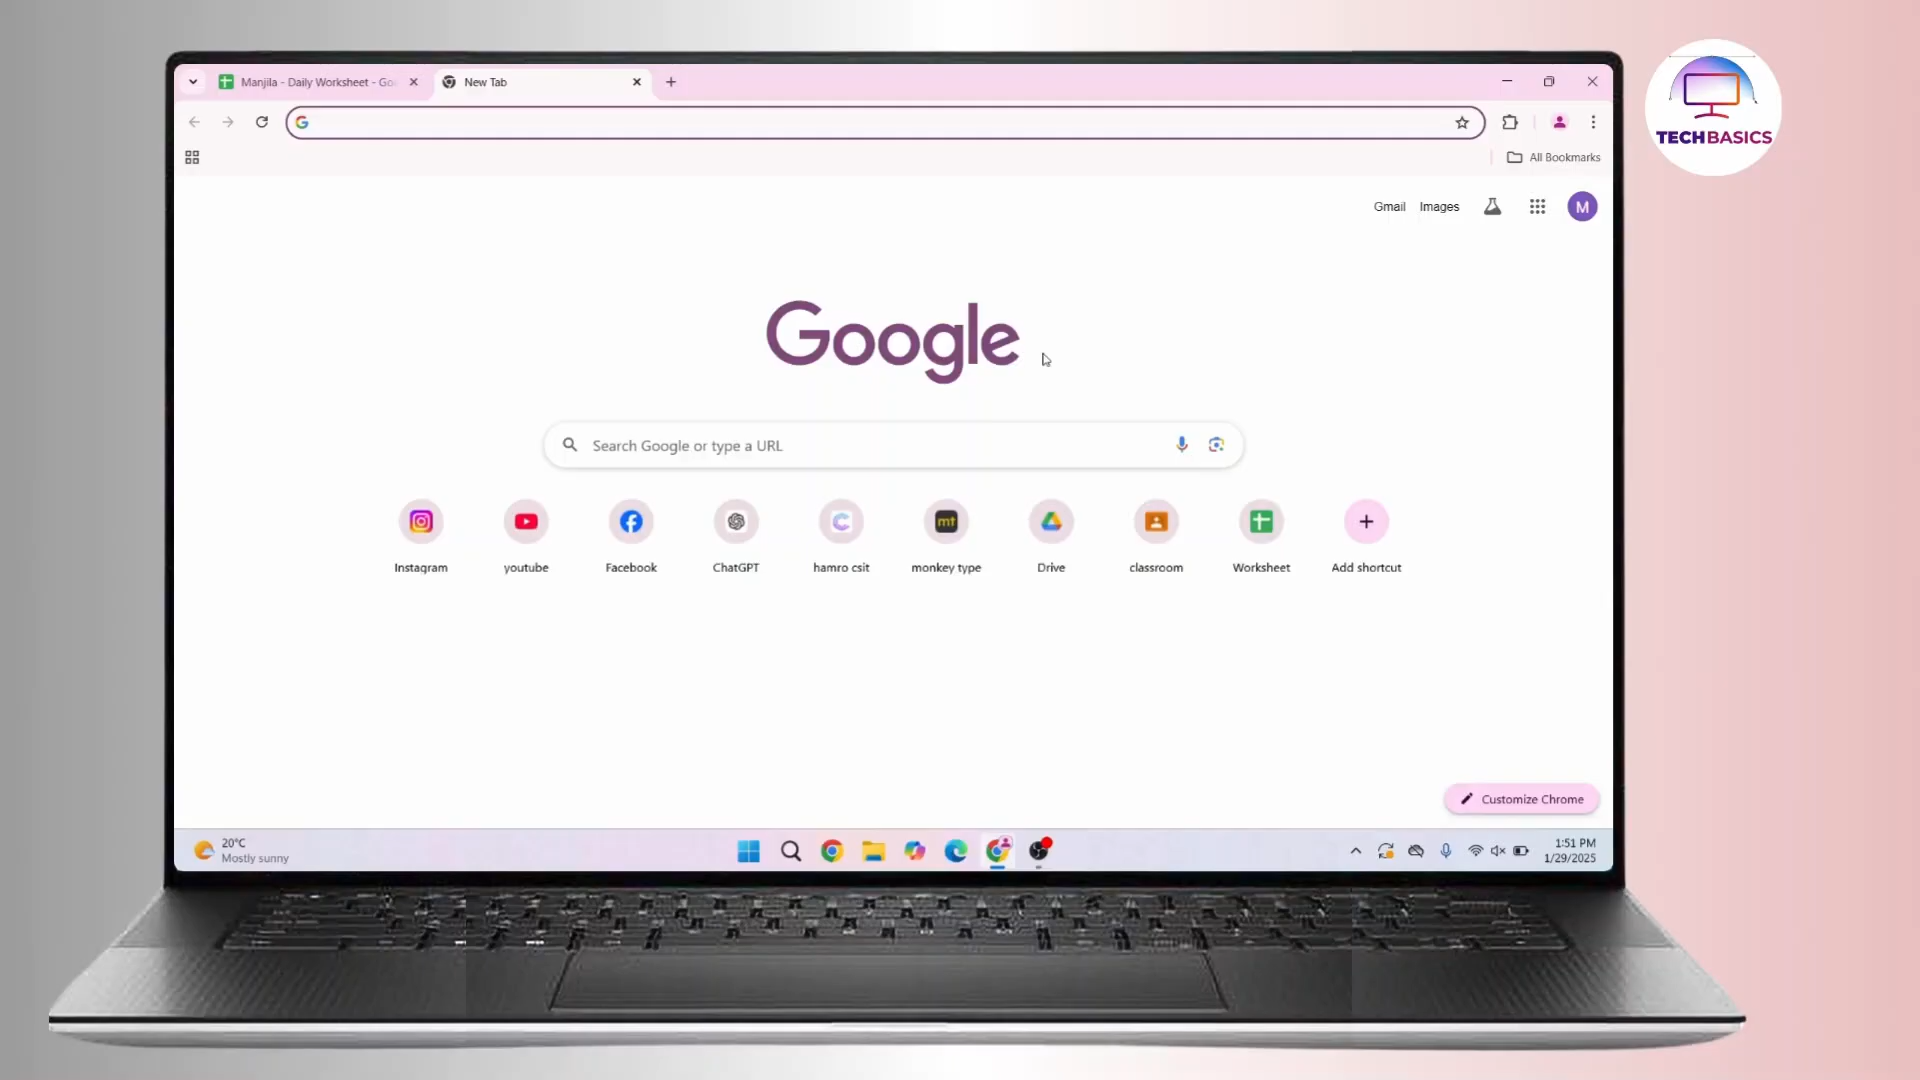 Manjila - Daily Worksheet - Go
New Tab
TECHBASICS
All Bookmarks
Gmail
Images
M
Google
Search Google or type a URL
mt
Instagram
youtube
Facebook
ChatGPT
hamro csit
monkey type
Drive
classroom
Worksheet
Add shortcut
Customize Chrome
20°C
Mostly sunny
1:51 PM
1/29/2025